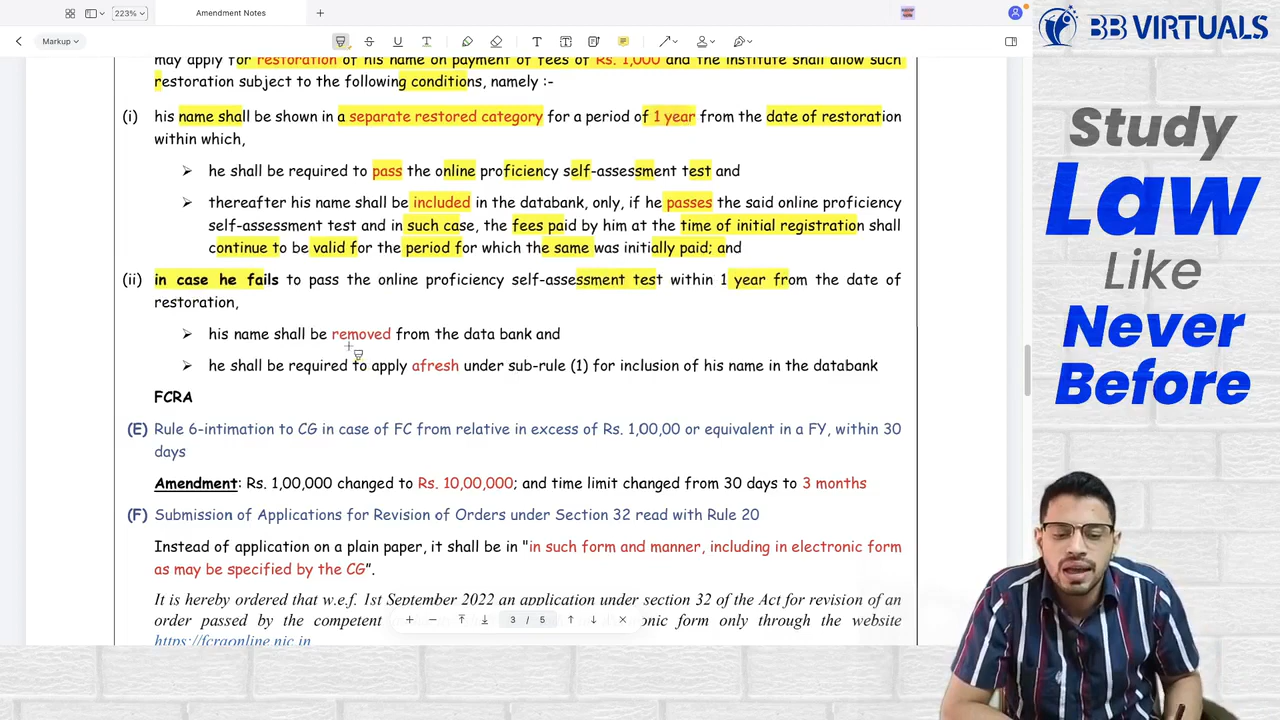 223%
Amendment Notes
Markup
BB VIRTUALS
may apply for restoration of his name on payment of fees of Rs. 1,000 and the institute shall allow such
restoration subject to the following conditions, namely :-
(i) his name shall be shown in a separate restored category for a period of 1 year from the date of restoration
within which,
he shall be required to pass the online proficiency self-assessment test and
thereafter his name shall be included in the databank, only, if he passes the said online proficiency
self-assessment test and in such case, the fees paid by him at the time of initial registration shall
continue to be valid for the period for which the same was initially paid; and
(ii) in case he fails to pass the online proficiency self-assessment test within 1 year from the date of
restoration,
his name shall be removed from the data bank and
he shall be required to apply afresh under sub-rule (1) for inclusion of his name in the databank
FCRA
(E) Rule 6-intimation to CG in case of FC from relative in excess of Rs. 1,00,00 or equivalent in a FY, within 30
days
Amendment: Rs. 1,00,000 changed to Rs. 10,00,000; and time limit changed from 30 days to 3 months
(F) Submission of Applications for Revision of Orders under Section 32 read with Rule 20
Instead of application on a plain paper, it shall be in "in such form and manner, including in electronic form
as may be specified by the CG".
It is hereby ordered that w.e.f. 1st September 2022 an application under section 32 of the Act for revision of an
order passed by the competent onic form only through the website
https://fcraonline.nic.in
3 / 5
Study
Law
Like
Never
Before